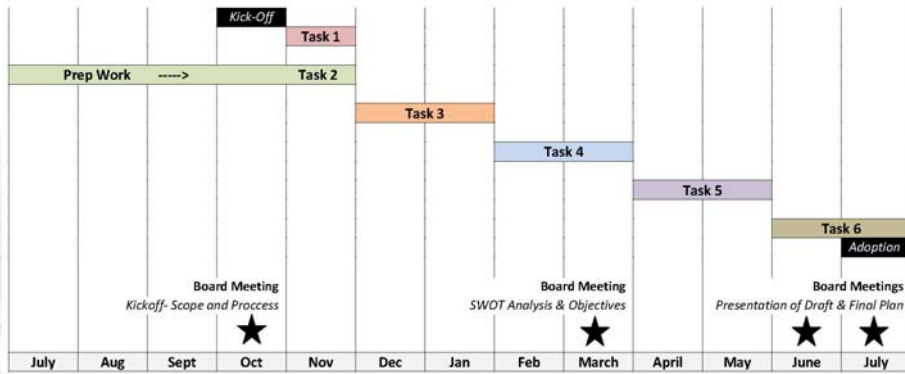 Kick-Off
Task 1
Prep Work -----> Task 2
Task 3
Task 4
Task 5
Task 6
Adoption
Board Meeting Board Meeting Board Meetings
Kickoff- Scope and Proccess SWOT Analysis & Objectives Presentation of Draft & Final Plan
July Aug Sept Oct Nov Dec Jan Feb March April May June July